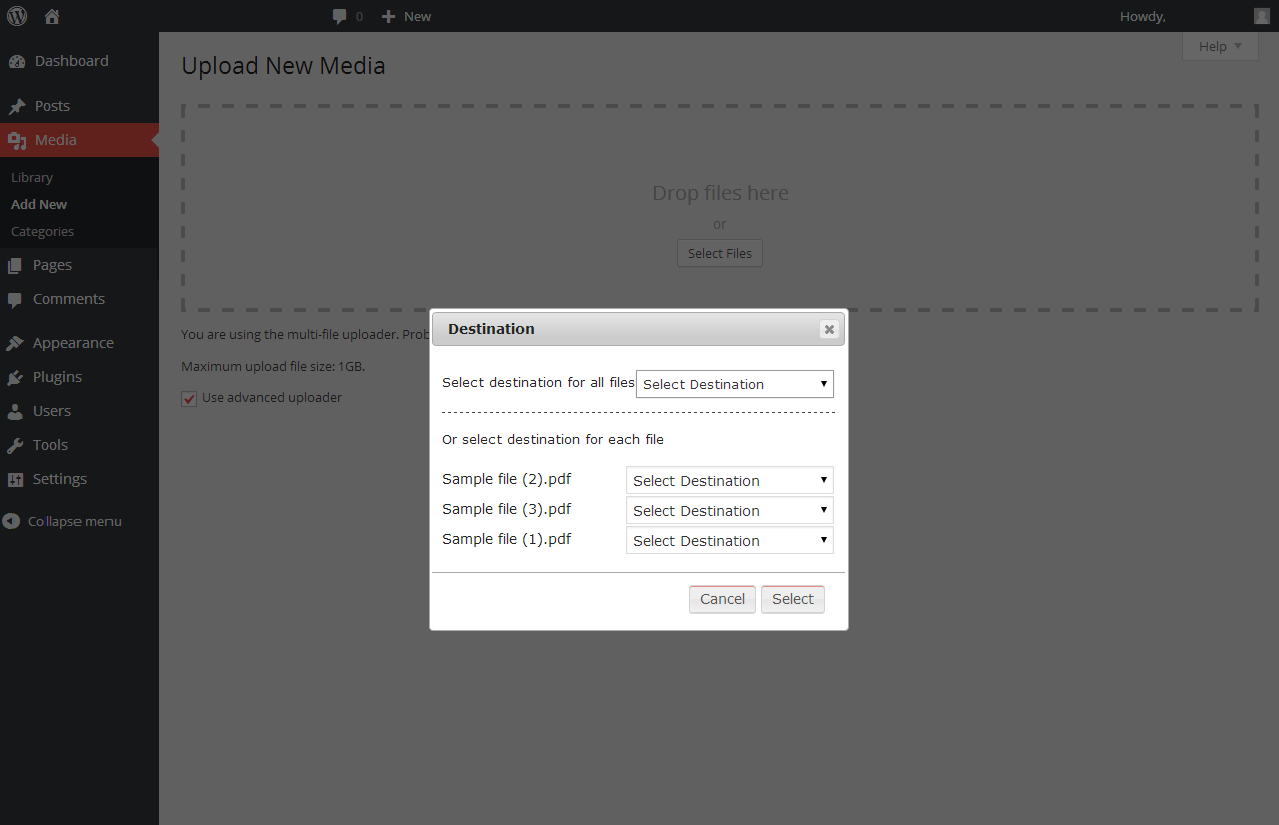 0 New Howdy,
Dashboard
Posts
Media
Library
Add New
Categories
Pages
Comments
Appearance
Plugins
Users
Tools
Settings
Collapse menu
Help
Upload New Media
Drop files here
or
Select Files
You are using the multi-file uploader.
Maximum upload file size: 1GB.
Use advanced uploader
Destination
Select destination for all files Select Destination
Or select destination for each file
Sample file (2).pdf Select Destination
Sample file (3).pdf Select Destination
Sample file (1).pdf Select Destination
Cancel Select